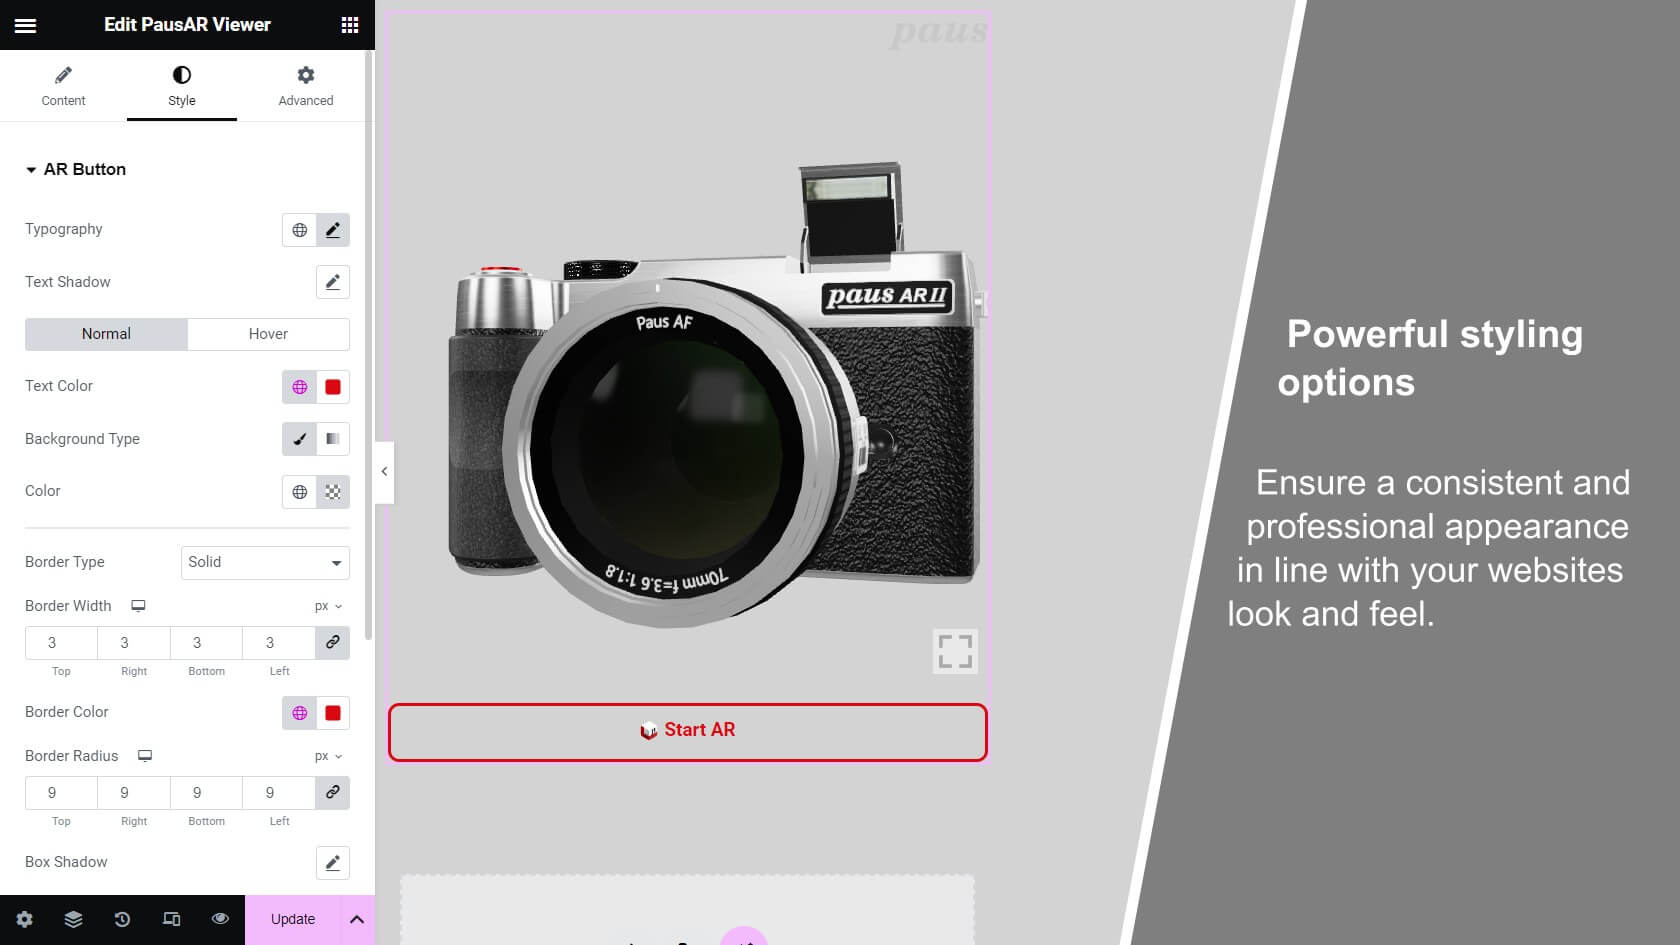 Edit PausAR Viewer
Content
Style
Advanced
AR Button
Typography
Text Shadow
Normal
Hover
Text Color
Background Type
Color
Border Type
Solid
Border Width
px
3
3
3
3
Top
Right
Bottom
Left
Border Color
Border Radius
px
9
9
9
9
Top
Right
Bottom
Left
Box Shadow
Update
paus
paus AR II
Paus AF
70mm f=3.6 1:1.8
Start AR
Powerful styling
options
Ensure a consistent and
professional appearance
in line with your websites
look and feel.